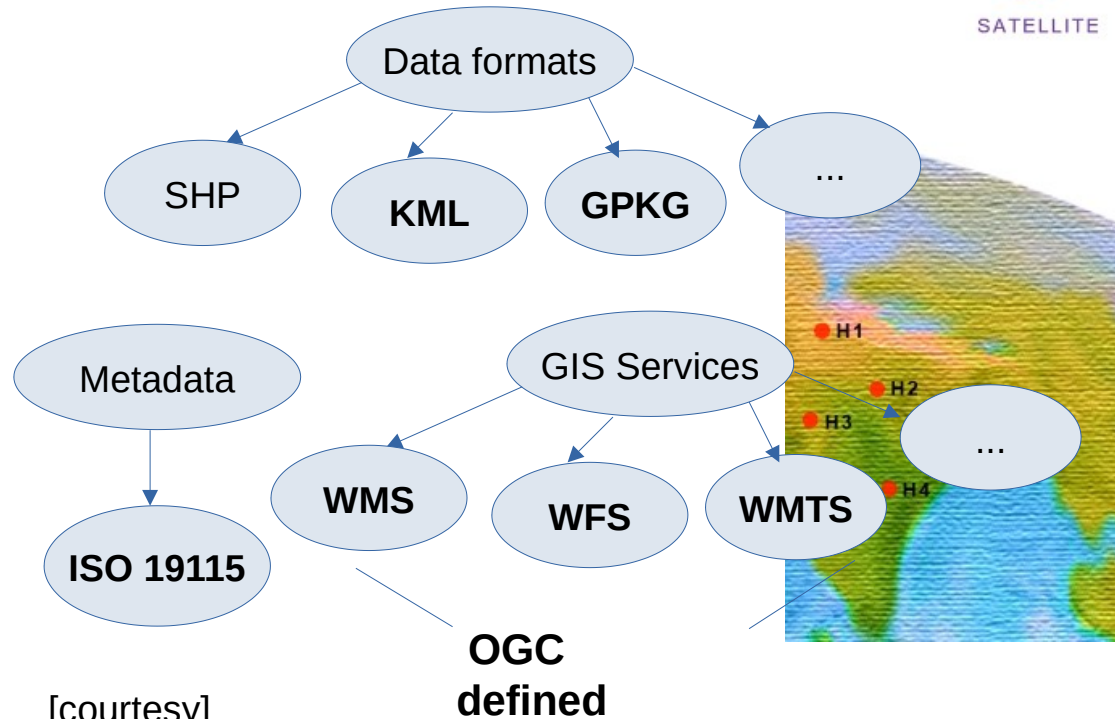 SATELLITE
Data formats
SHP
KML
GPKG
...
H1
Metadata
GIS Services
H2
H3
...
WMS
WFS
WMTS
H4
ISO 19115
OGC
defined
[courtesy]